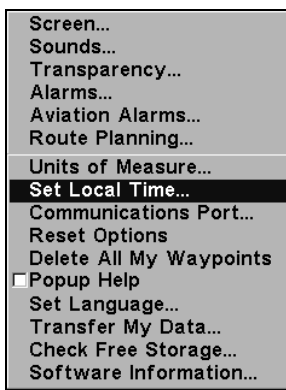 Screen...
Sounds...
Transparency...
Alarms...
Aviation Alarms...
Route Planning...
Units of Measure...
Set Local Time...
Communications Port...
Reset Options
Delete All My Waypoints
Popup Help
Set Language...
Transfer My Data...
Check Free Storage...
Software Information...